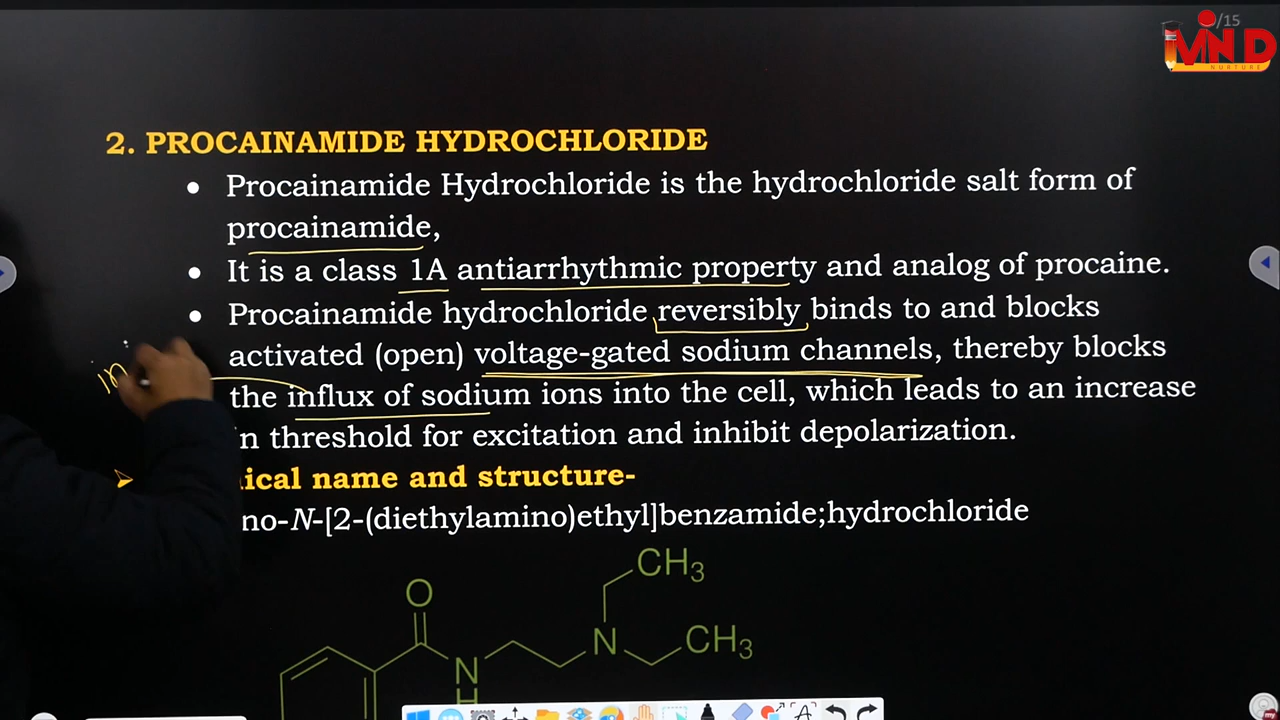 /15
MIND
NURTURE
2. PROCAINAMIDE HYDROCHLORIDE
• Procainamide Hydrochloride is the hydrochloride salt form of
procainamide,
• It is a class 1A antiarrhythmic property and analog of procaine.
• Procainamide hydrochloride reversibly binds to and blocks
activated (open) voltage-gated sodium channels, thereby blocks
the influx of sodium ions into the cell, which leads to an increase
in
n threshold for excitation and inhibit depolarization.
ical name and structure-
no-N-[2-(diethylamino)ethyl]benzamide;hydrochloride
CH3
O
N
CH3
N
H